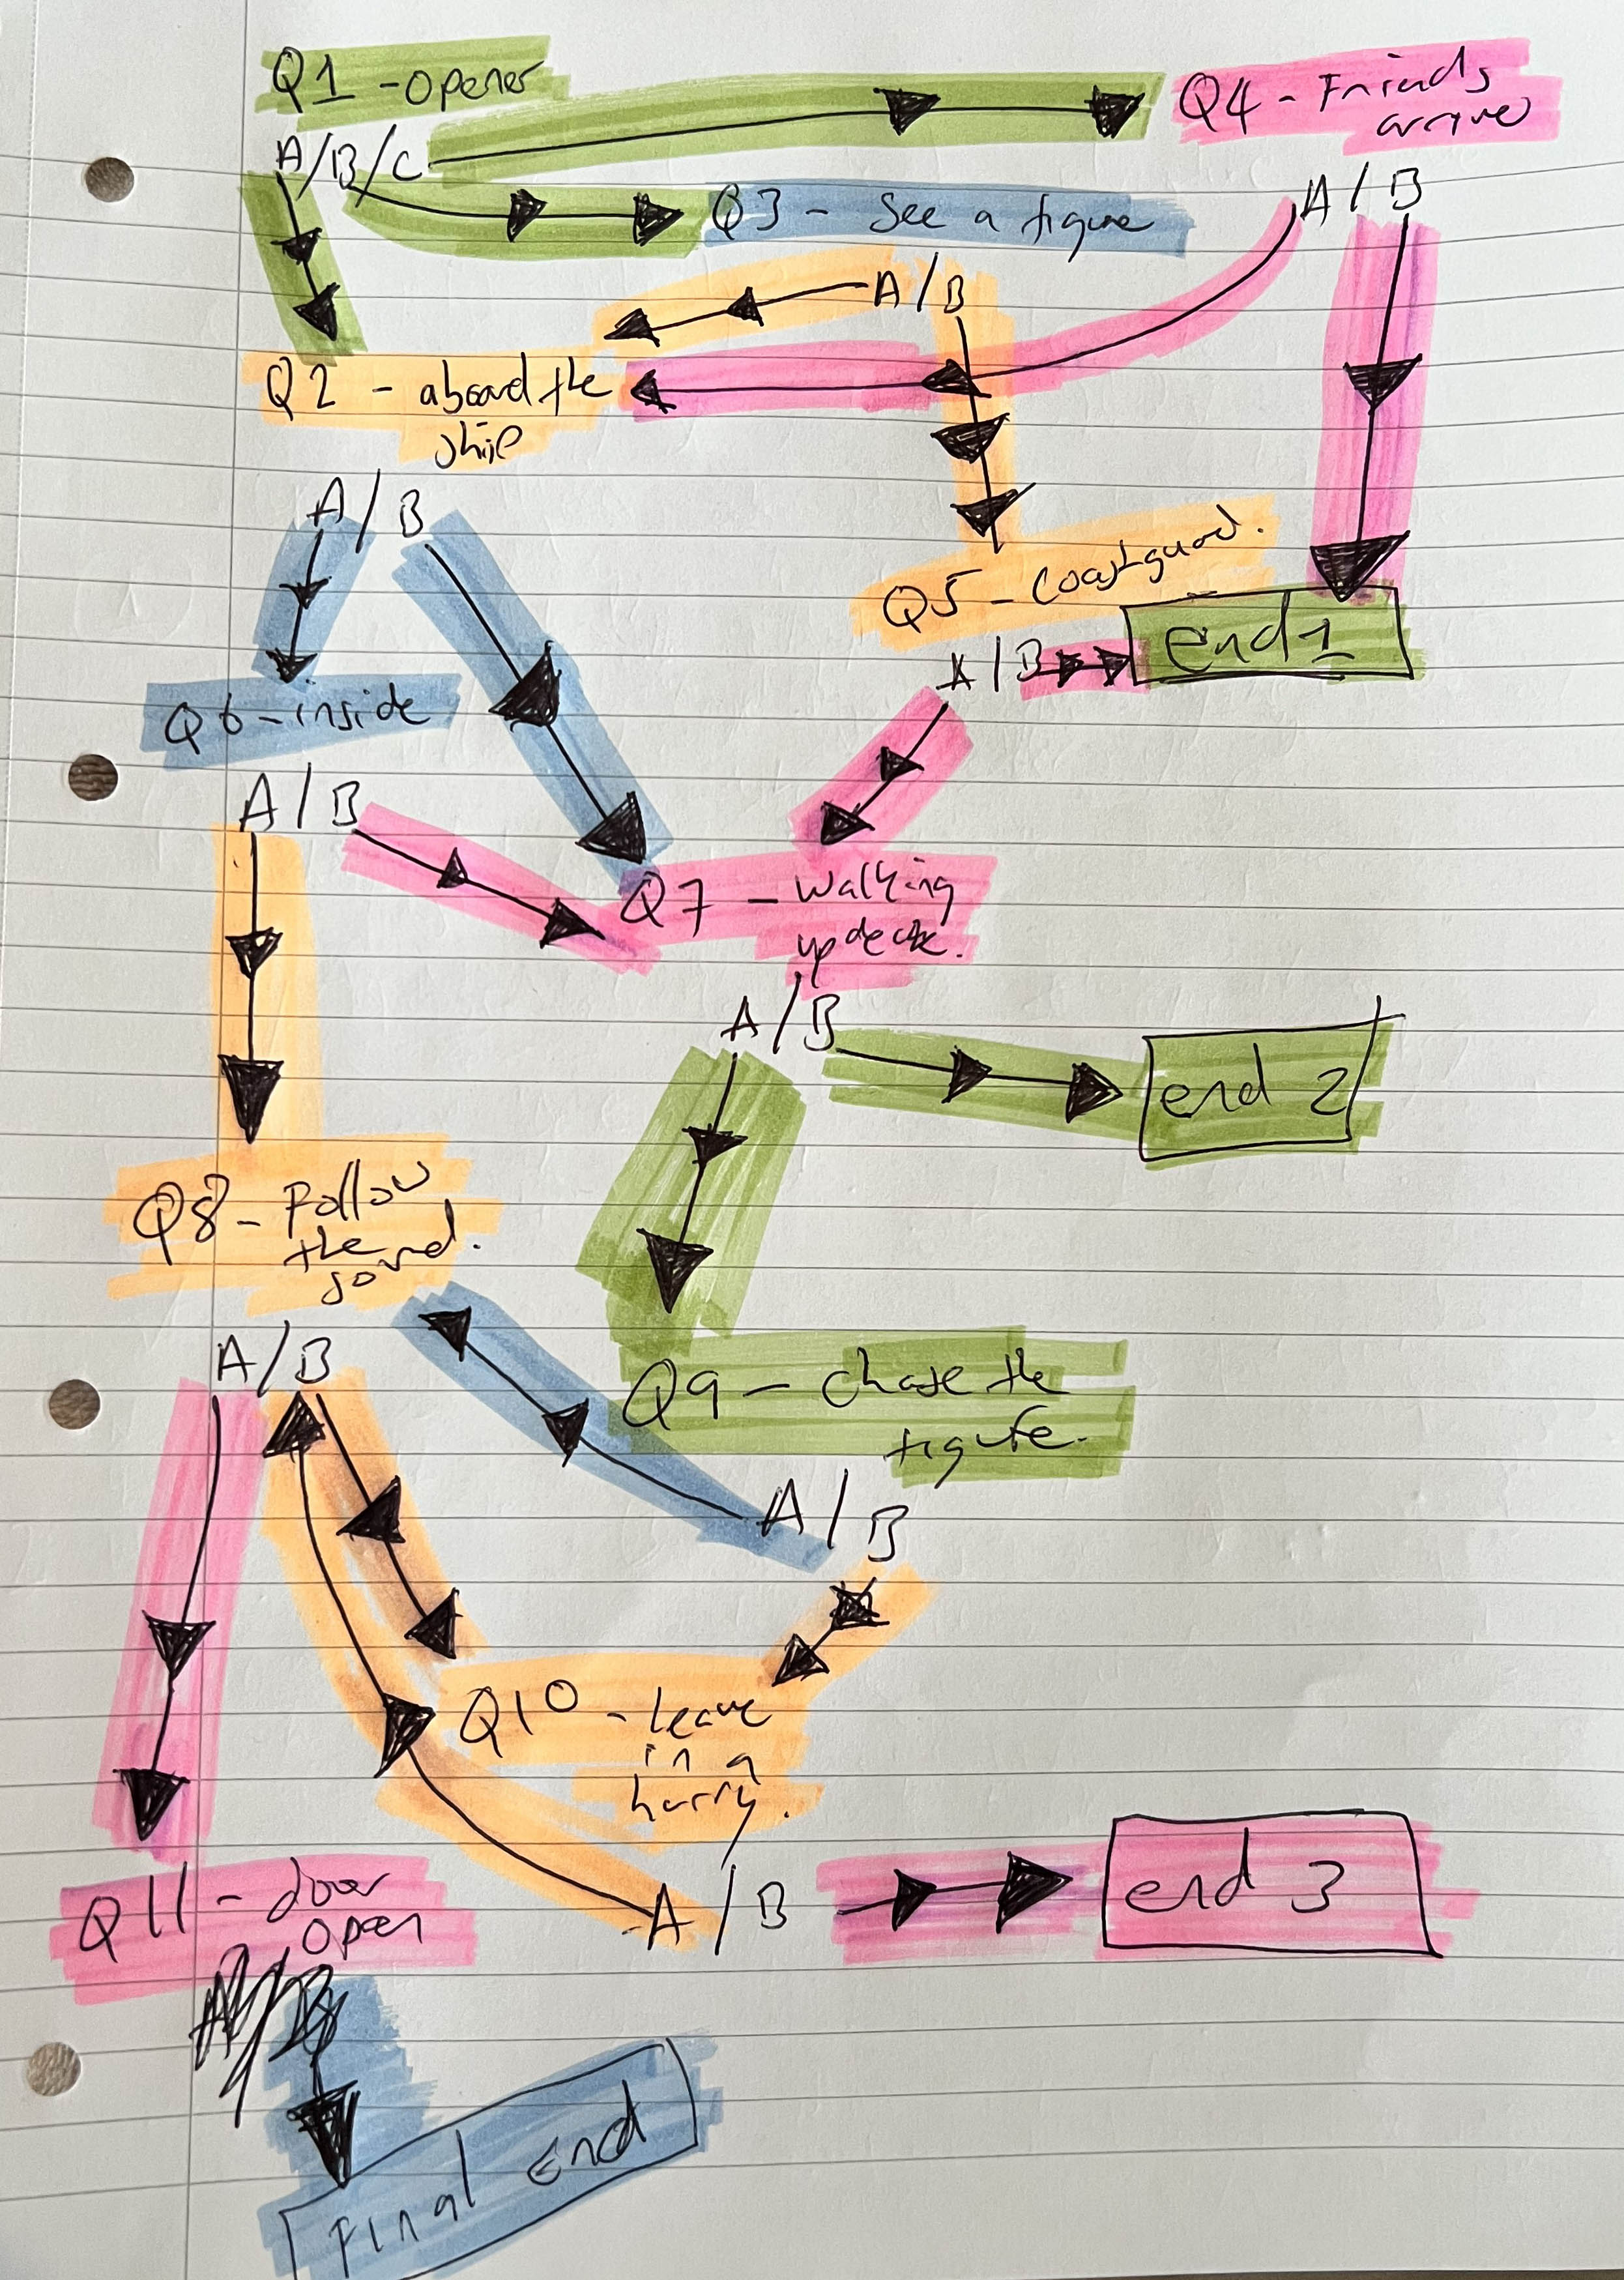 Q1 - opener
Q4 - Friends
arrive
A/B/C
A / B
Q3 - See a figure
A / B
Q2 - aboard the
ship
A / B
Q5 - Coastguard.
end 1
A / B
Q6 - inside
A / B
Q7 - Walking
up deck.
A / B
end 2
Q8 - Follow
the
sound.
A/B
Q9 - chase the
figure.
A / B
Q10 - leave
in a
hurry.
Q11 - door
open
A / B
end 3
Final End